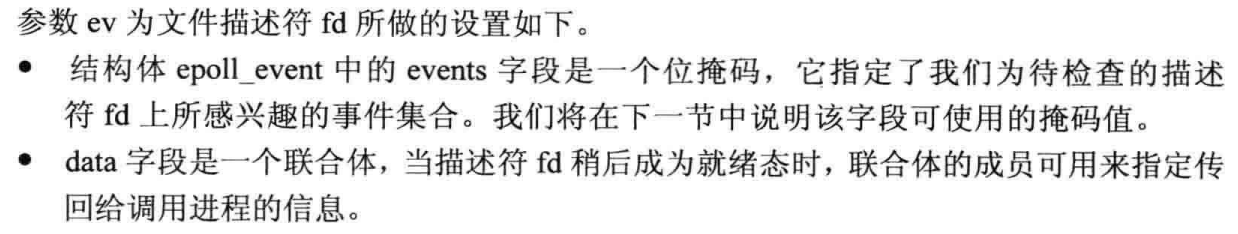 参数 ev 为文件描述符 fd 所做的设置如下。
● 结构体 epoll_event 中的 events 字段是一个位掩码，它指定了我们为待检查的描述
符 fd 上所感兴趣的事件集合。我们将在下一节中说明该字段可使用的掩码值。
● data 字段是一个联合体，当描述符 fd 稍后成为就绪态时，联合体的成员可用来指定传
回给调用进程的信息。